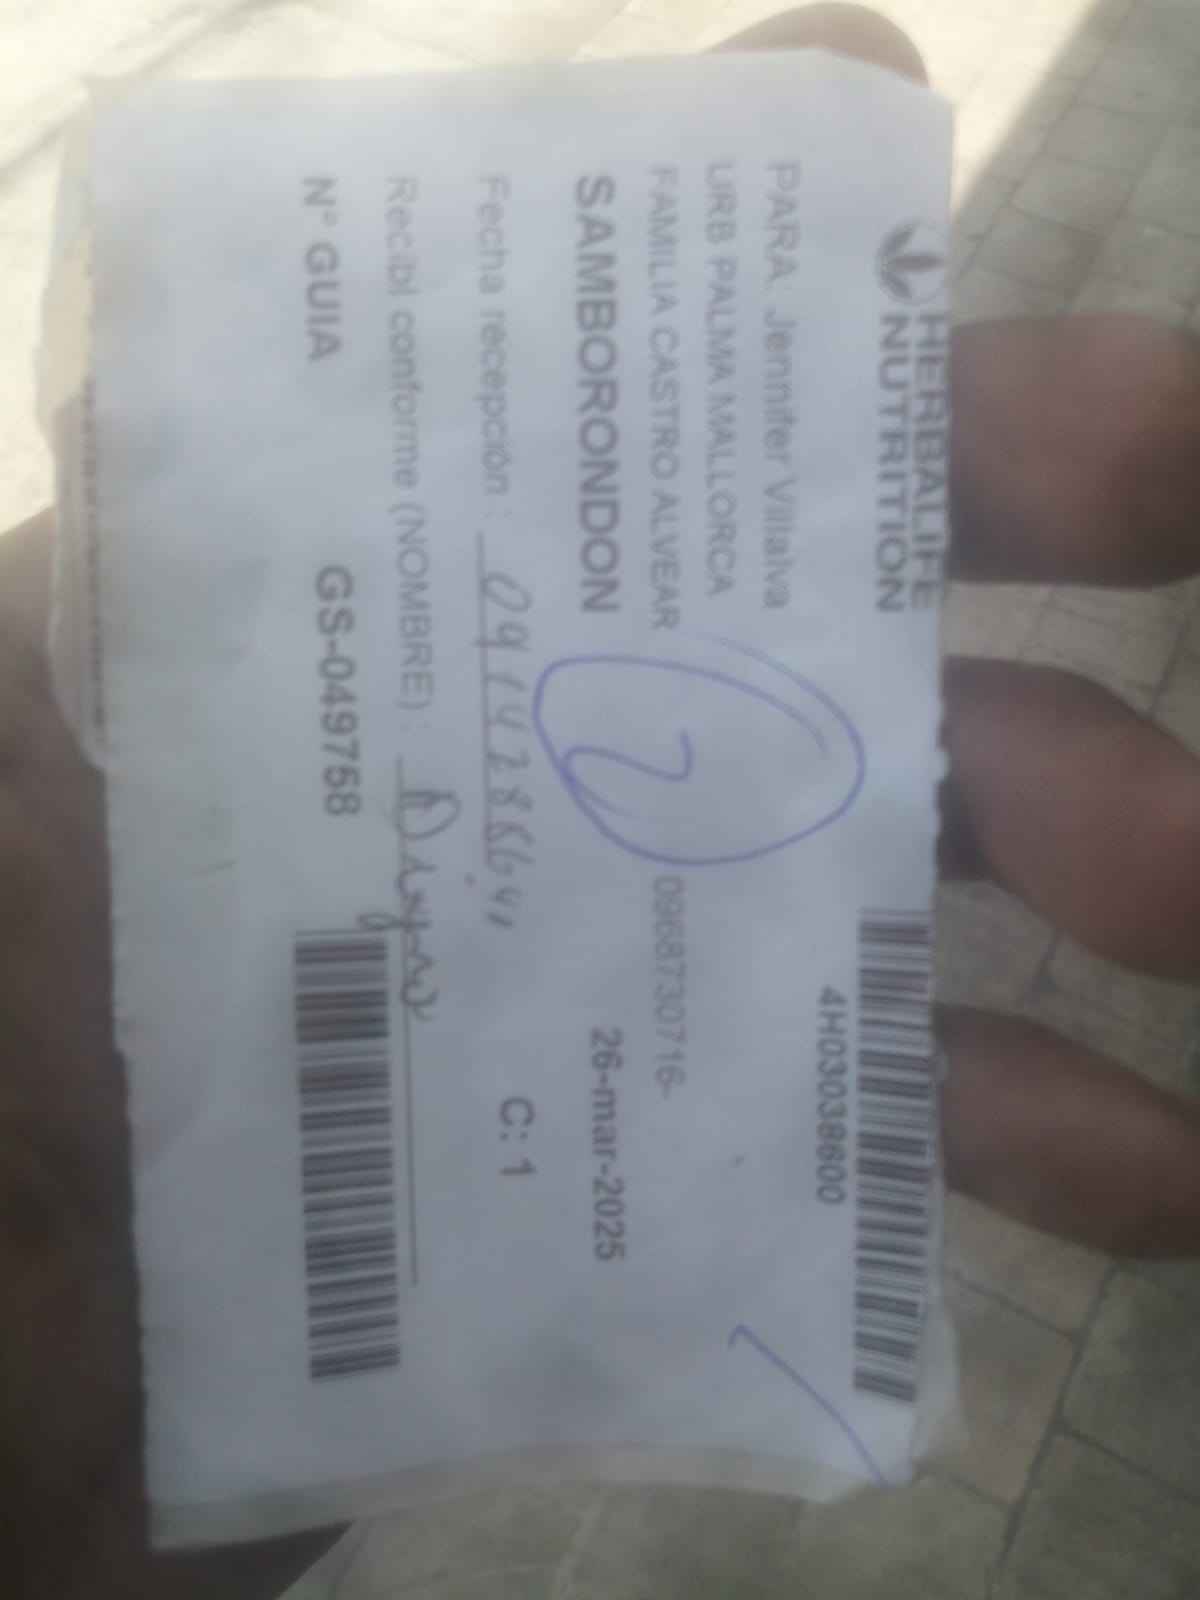 HERBALIFE
NUTRITION
4H03038600
PARA: Jennifer Villalva
URB PALMA MALLORCA
FAMILIA CASTRO ALVEAR 0968730716-
2
SAMBORONDON 26-mar-2025
Fecha recepción :
C: 1
Recibí conforme (NOMBRE) :
N° GUIA GS-049758